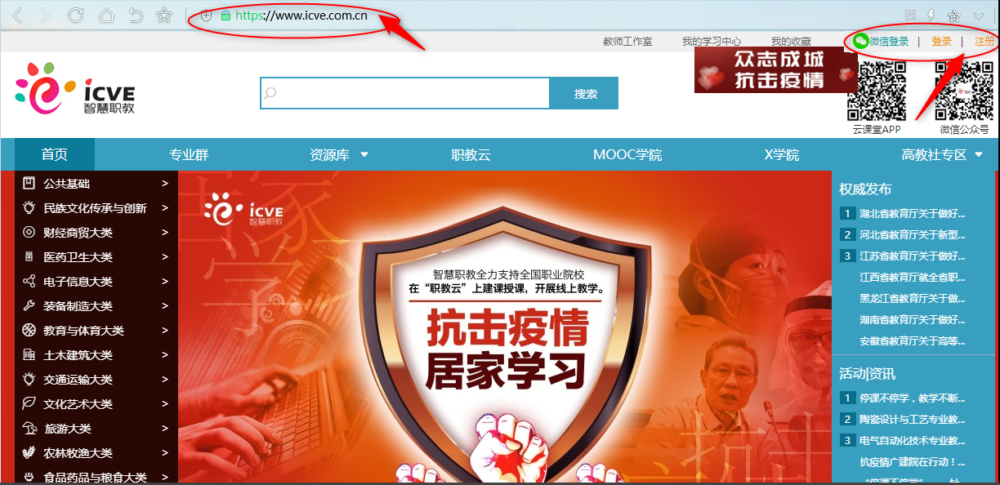 https://www.icve.com.cn
教师工作室 我的学习中心 我的收藏 微信登录 | 登录 | 注册
众志成城
抗击疫情
icve
智慧职教
搜索
云课堂APP 微信公众号
首页 专业群 资源库 职教云 MOOC学院 X学院 高教社专区
公共基础 >
民族文化传承与创新 >
财经商贸大类 >
医药卫生大类 >
电子信息大类 >
装备制造大类 >
教育与体育大类 >
土木建筑大类 >
交通运输大类 >
文化艺术大类 >
旅游大类 >
农林牧渔大类 >
食品药品与粮食大类 >
icve
智慧职教
居家
学习
智慧职教全力支持全国职业院校
在“职教云”上建课授课，开展线上教学。
抗击疫情
居家学习
抗击
权威发布
1 湖北省教育厅关于做好...
2 河北省教育厅关于新型...
3 江苏省教育厅关于做好...
江西省教育厅就全省职...
黑龙江省教育厅关于做...
湖南省教育厅关于做好...
安徽省教育厅关于高等...
活动|资讯
1 停课不停学，教学不断...
2 陶瓷设计与工艺专业教...
3 电气自动化技术专业教...
抗疫情广建院在行动！...